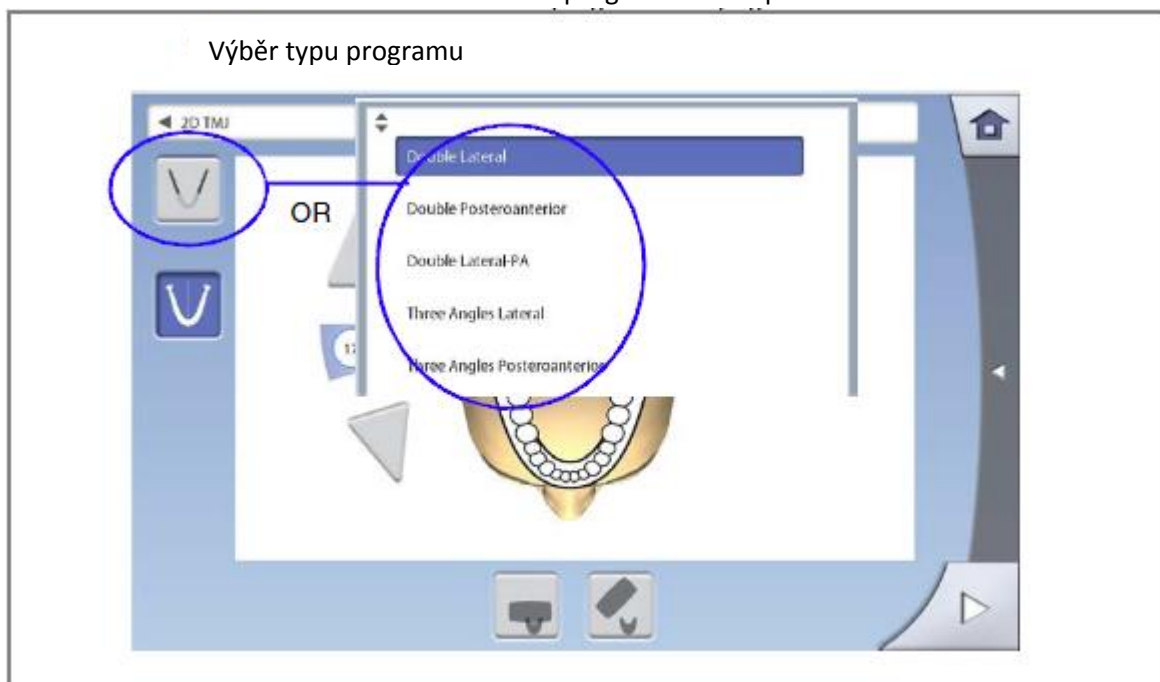 Výběr typu programu
2D TMJ
Double Lateral
OR
Double Posteroanterior
Double Lateral-PA
Three Angles Lateral
Three Angles Posteroanterior